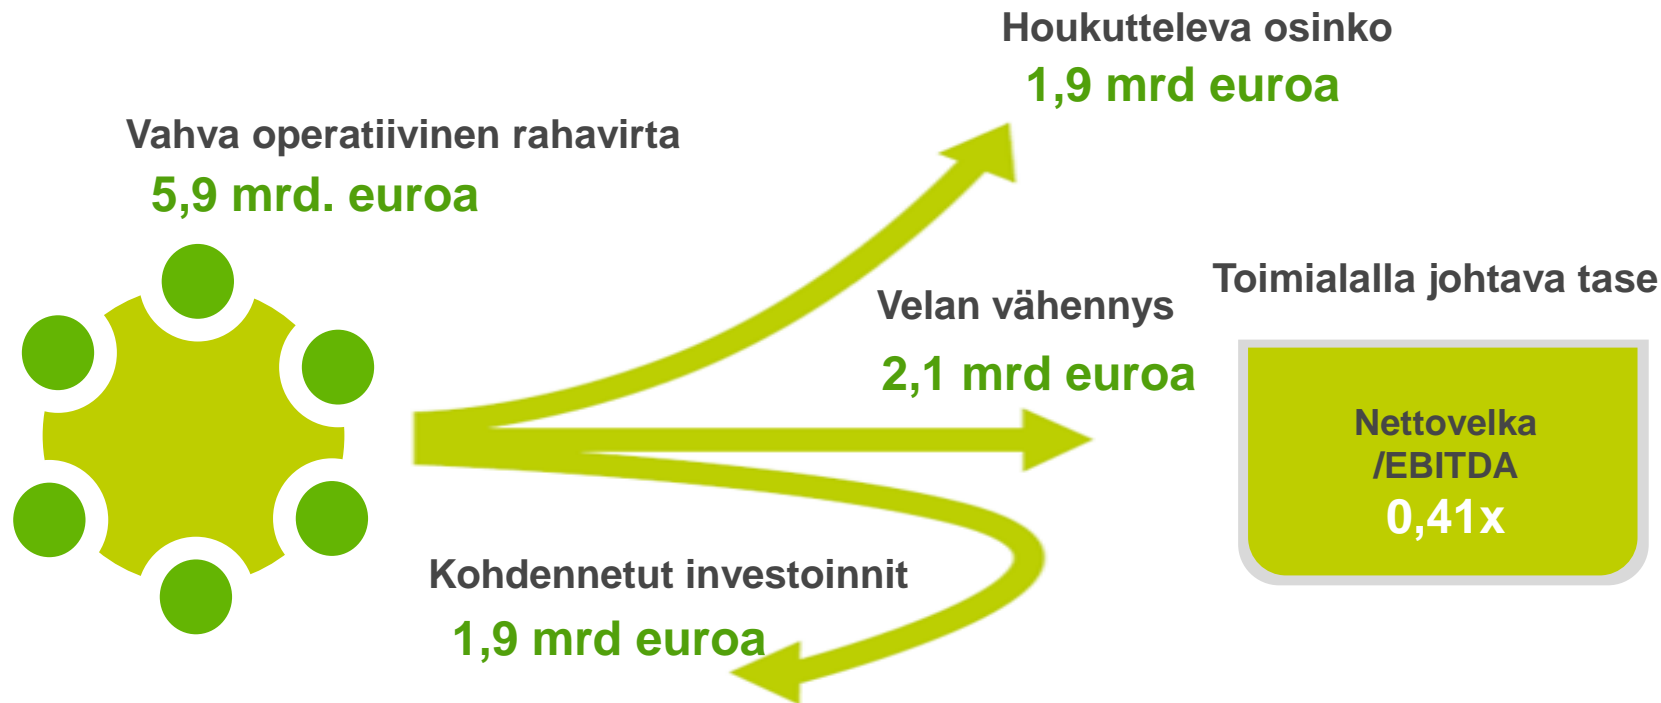 Houkutteleva osinko
1,9 mrd euroa
Vahva operatiivinen rahavirta
5,9 mrd. euroa
Velan vähennys
2,1 mrd euroa
Toimialalla johtava tase
Nettovelka
/EBITDA
0,41x
Kohdennetut investoinnit
1,9 mrd euroa